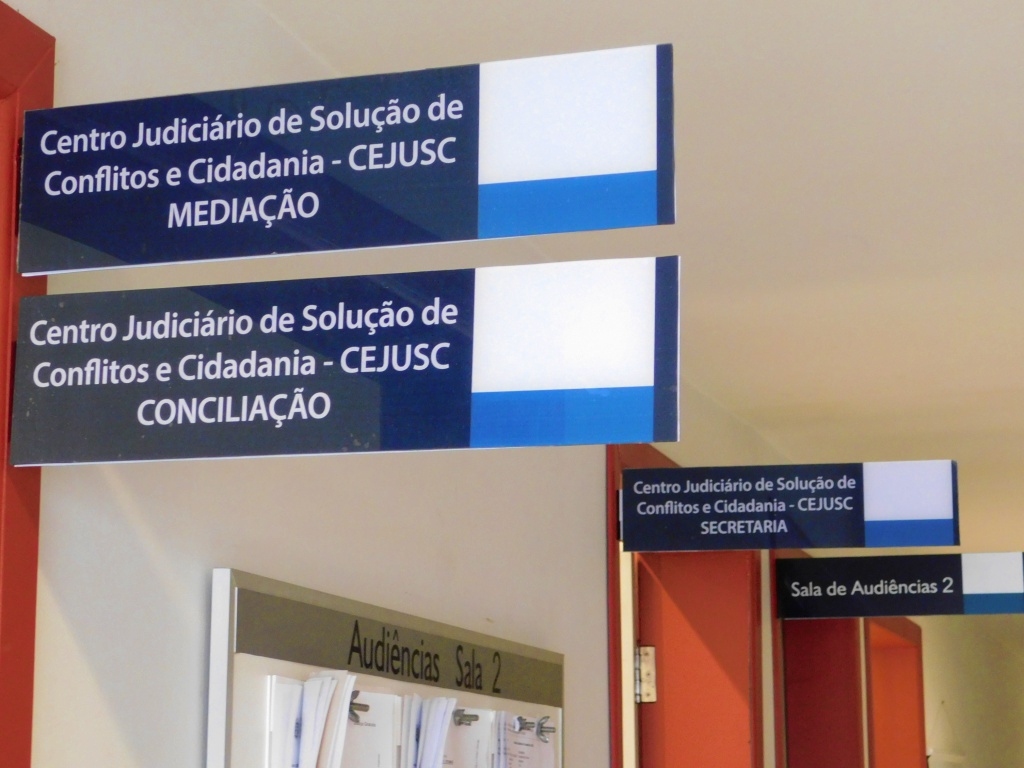 Centro Judiciário de Solução de
Conflitos e Cidadania - CEJUSC
MEDIAÇÃO
Centro Judiciário de Solução de
Conflitos e Cidadania - CEJUSC
CONCILIAÇÃO
Centro Judiciário de Solução de
Conflitos e Cidadania - CEJUSC
SECRETARIA
Sala de Audiências 2
Audiências Sala 2